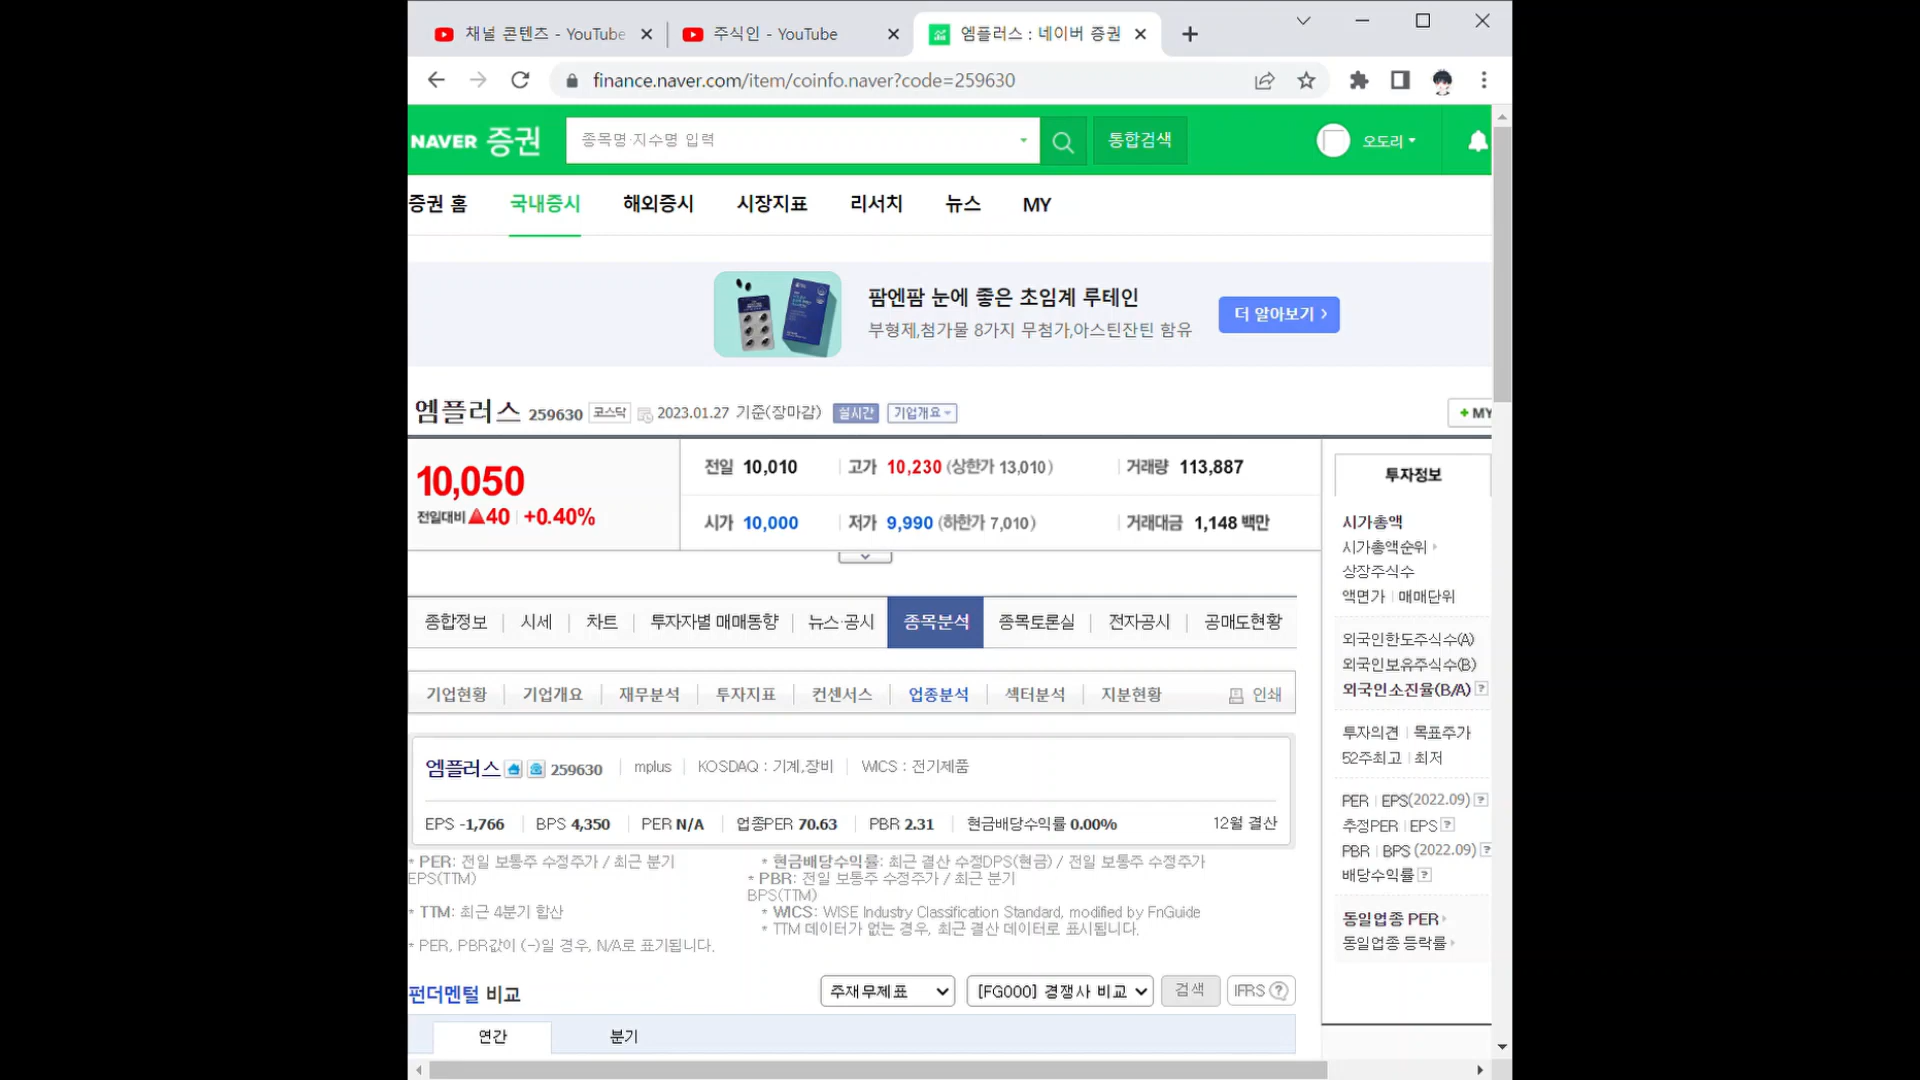 채널 콘텐츠 - YouTube
주식인 - YouTube
엠플러스 : 네이버 증권
finance.naver.com/item/coinfo.naver?code=259630
NAVER 증권
종목명·지수명 입력
통합검색
오도리
증권 홈 국내증시 해외증시 시장지표 리서치 뉴스 MY
팜엔팜 눈에 좋은 초임계 루테인
부형제,첨가물 8가지 무첨가,아스틴잔틴 함유
더 알아보기 >
엠플러스 259630 코스닥 2023.01.27 기준(장마감) 실시간 기업개요
+ MY
10,050
전일대비 ▲40 +0.40%
전일 10,010 고가 10,230 (상한가 13,010) 거래량 113,887
시가 10,000 저가 9,990 (하한가 7,010) 거래대금 1,148 백만
종합정보 시세 차트 투자자별 매매동향 뉴스·공시 종목분석 종목토론실 전자공시 공매도현황
기업현황 기업개요 재무분석 투자지표 컨센서스 업종분석 섹터분석 지분현황 인쇄
엠플러스 259630 mplus KOSDAQ : 기계,장비 WICS : 전기제품
EPS -1,766 BPS 4,350 PER N/A 업종PER 70.63 PBR 2.31 현금배당수익률 0.00% 12월 결산
* PER: 전일 보통주 수정주가 / 최근 분기
EPS(TTM)
* TTM: 최근 4분기 합산
* PER, PBR값이 (-)일 경우, N/A로 표기됩니다.
* 현금배당수익률: 최근 결산 수정DPS(현금) / 전일 보통주 수정주가
* PBR: 전일 보통주 수정주가 / 최근 분기
BPS(TTM)
* WICS: WISE Industry Classification Standard, modified by FnGuide
* TTM 데이터가 없는 경우, 최근 결산 데이터로 표시됩니다.
펀더멘털 비교
주재무제표 [FG000] 경쟁사 비교 검색 IFRS ?
연간 분기
투자정보
시가총액
시가총액순위
상장주식수
액면가 매매단위
외국인한도주식수(A)
외국인보유주식수(B)
외국인소진율(B/A) ?
투자의견 목표주가
52주최고 최저
PER EPS(2022.09) ?
추정PER EPS ?
PBR BPS (2022.09) ?
배당수익률 ?
동일업종 PER
동일업종 등락률